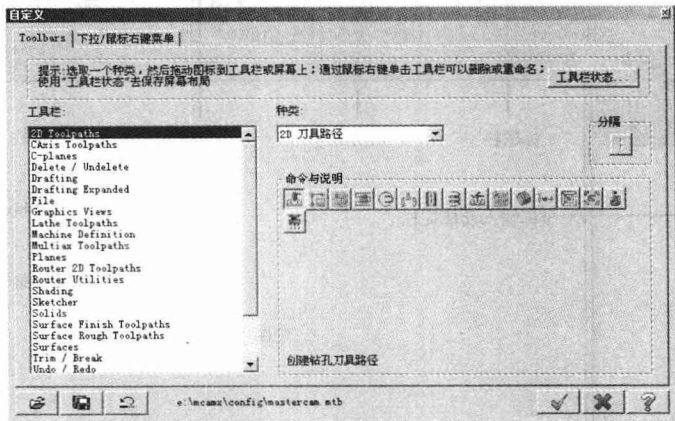 自定义
Toolbars 下拉/鼠标右键菜单
提示:选取一个种类，然后拖动图标到工具栏或屏幕上；通过鼠标右键单击工具栏可以删除或重命名；
使用"工具栏状态"去保存屏幕布局
工具栏状态...
工具栏:
种类:
分隔
2D Toolpaths
CAxis Toolpaths
C-planes
Delete / Undelete
Drafting
Drafting Expanded
File
Graphics Views
Lathe Toolpaths
Machine Definition
Multiax Toolpaths
Planes
Router 2D Toolpaths
Router Utilities
Shading
Sketcher
Solids
Surface Finish Toolpaths
Surface Rough Toolpaths
Surfaces
Trim / Break
Undo / Redo
2D 刀具路径
命令与说明
创建钻孔刀具路径
e:\mcamx\config\mastercam.mtb